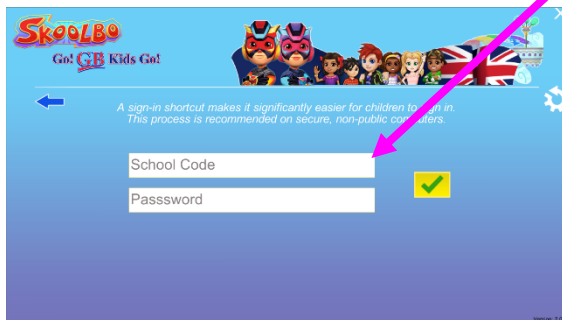 SKOOLBO
Go! GB Kids Go!
A sign-in shortcut makes it significantly easier for children to sign in.
This process is recommended on secure, non-public computers.
School Code
Passsword